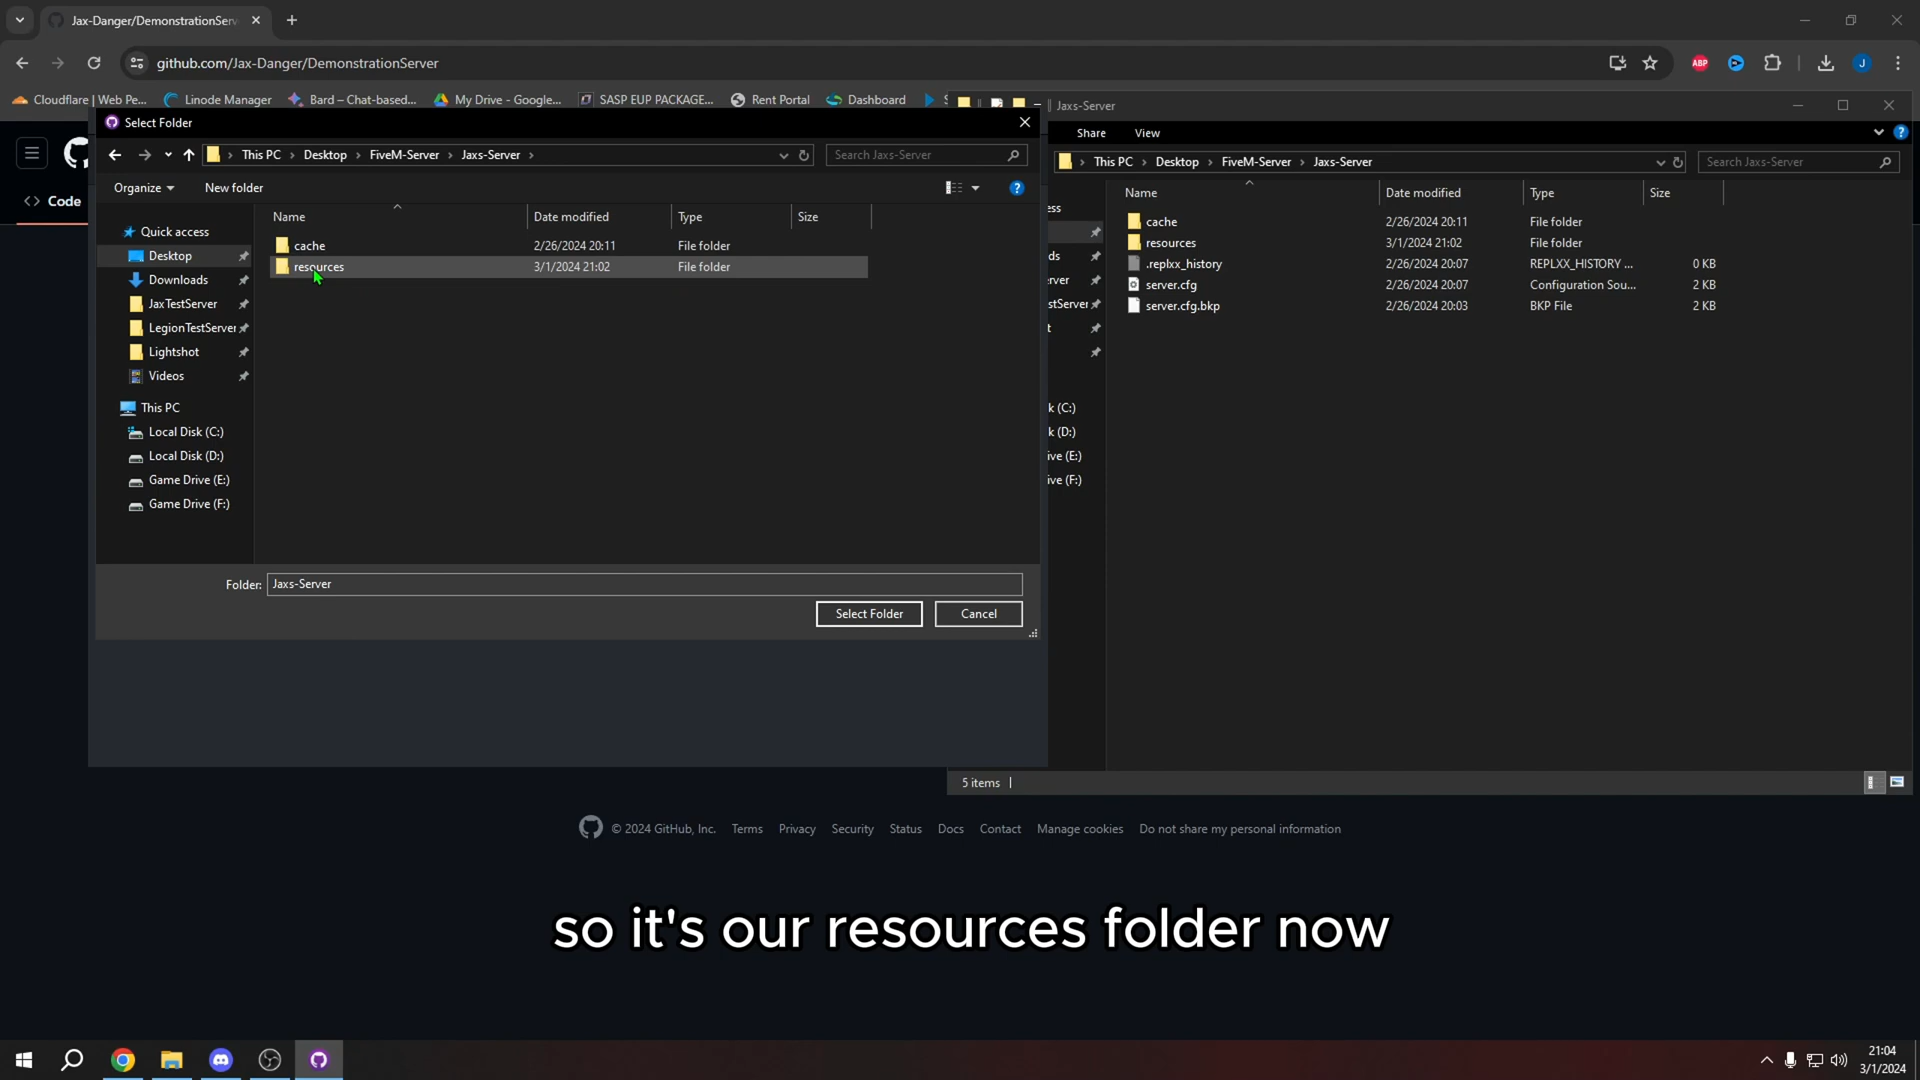 Jax-Danger/DemonstrationServ
github.com/Jax-Danger/DemonstrationServer
Cloudflare | Web Pe...
Linode Manager
Bard – Chat-based...
My Drive - Google...
SASP EUP PACKAGE...
Rent Portal
Dashboard
Code
Select Folder
This PC > Desktop > FiveM-Server > Jaxs-Server >
Search Jaxs-Server
Organize
New folder
Name
Date modified
Type
Size
cache 2/26/2024 20:11 File folder
resources 3/1/2024 21:02 File folder
Quick access
Desktop
Downloads
JaxTestServer
LegionTestServer
Lightshot
Videos
This PC
Local Disk (C:)
Local Disk (D:)
Game Drive (E:)
Game Drive (F:)
Folder: Jaxs-Server
Select Folder
Cancel
Jaxs-Server
Share
View
This PC > Desktop > FiveM-Server > Jaxs-Server
Search Jaxs-Server
Name
Date modified
Type
Size
cache 2/26/2024 20:11 File folder
resources 3/1/2024 21:02 File folder
.replxx_history 2/26/2024 20:07 REPLXX_HISTORY ... 0 KB
server.cfg 2/26/2024 20:07 Configuration Sou... 2 KB
server.cfg.bkp 2/26/2024 20:03 BKP File 2 KB
5 items
© 2024 GitHub, Inc.
Terms
Privacy
Security
Status
Docs
Contact
Manage cookies
Do not share my personal information
so it's our resources folder now
21:04
3/1/2024